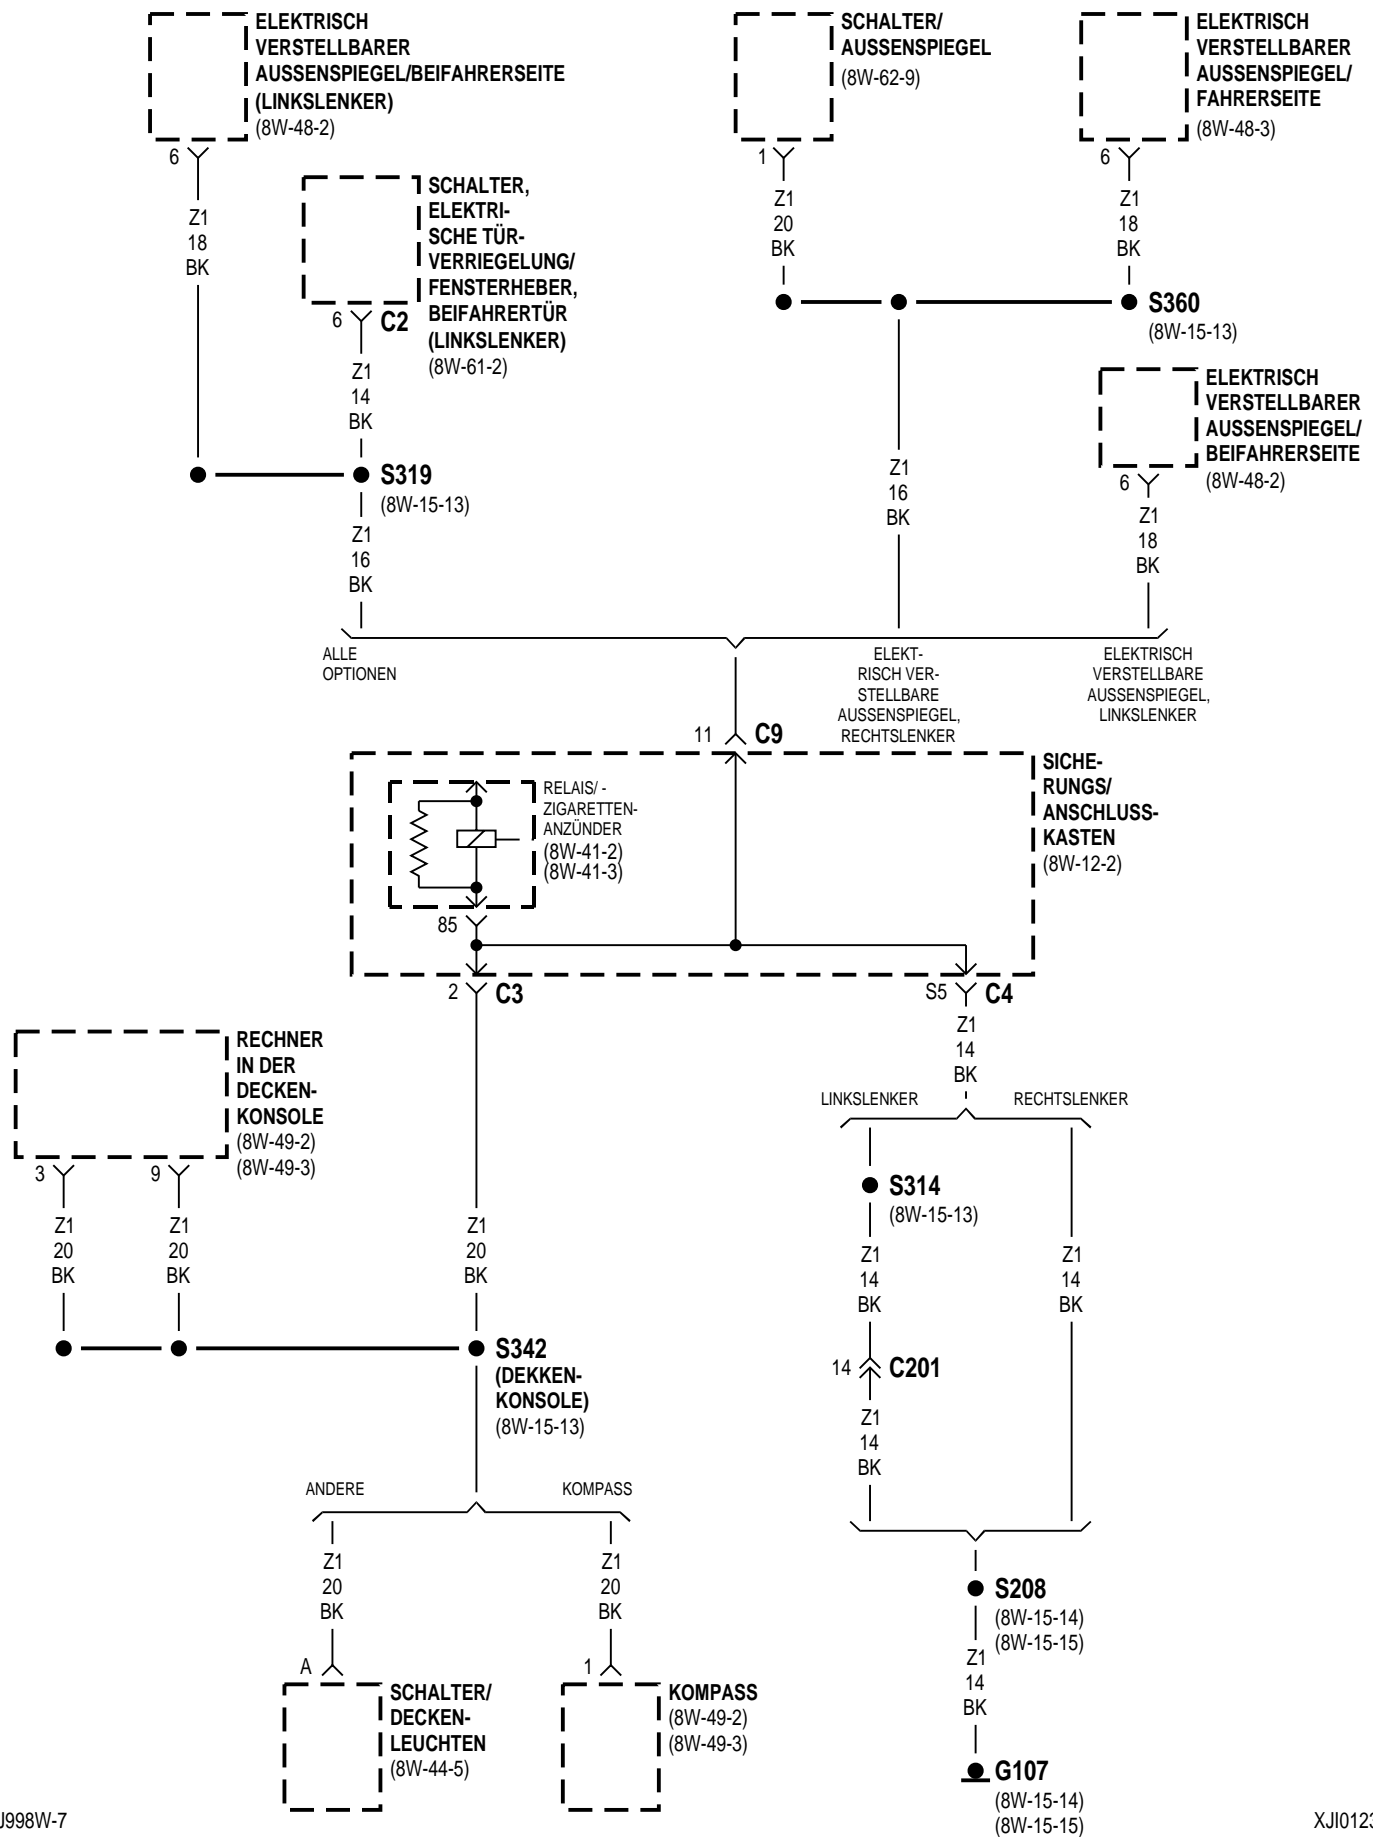 ELEKTRISCH
VERSTELLBARER
AUSSENSPIEGEL/BEIFAHRERSEITE
(LINKSLENKER)
(8W-48-2)
6
Z1
18
BK
SCHALTER,
ELEKTRI-
SCHE TÜR-
VERRIEGELUNG/
FENSTERHEBER,
BEIFAHRERTÜR
(LINKSLENKER)
(8W-61-2)
6
C2
Z1
14
BK
S319
(8W-15-13)
Z1
16
BK
SCHALTER/
AUSSENSPIEGEL
(8W-62-9)
1
Z1
20
BK
ELEKTRISCH
VERSTELLBARER
AUSSENSPIEGEL/
FAHRERSEITE
(8W-48-3)
6
Z1
18
BK
S360
(8W-15-13)
Z1
16
BK
ELEKTRISCH
VERSTELLBARER
AUSSENSPIEGEL/
BEIFAHRERSEITE
(8W-48-2)
6
Z1
18
BK
ALLE
OPTIONEN
ELEKT-
RISCH VER-
STELLBARE
AUSSENSPIEGEL,
RECHTSLENKER
ELEKTRISCH
VERSTELLBARE
AUSSENSPIEGEL,
LINKSLENKER
11
C9
RELAIS/ -
ZIGARETTEN-
ANZÜNDER
(8W-41-2)
(8W-41-3)
85
SICHE-
RUNGS/
ANSCHLUSS-
KASTEN
(8W-12-2)
2
C3
S5
C4
Z1
14
BK
RECHNER
IN DER
DECKEN-
KONSOLE
(8W-49-2)
(8W-49-3)
3
9
Z1
20
BK
Z1
20
BK
Z1
20
BK
S342
(DEKKEN-
KONSOLE)
(8W-15-13)
LINKSLENKER
RECHTSLENKER
S314
(8W-15-13)
Z1
14
BK
Z1
14
BK
14
C201
Z1
14
BK
ANDERE
KOMPASS
Z1
20
BK
Z1
20
BK
A
1
SCHALTER/
DECKEN-
LEUCHTEN
(8W-44-5)
KOMPASS
(8W-49-2)
(8W-49-3)
S208
(8W-15-14)
(8W-15-15)
Z1
14
BK
G107
(8W-15-14)
(8W-15-15)
J998W-7
XJI0123